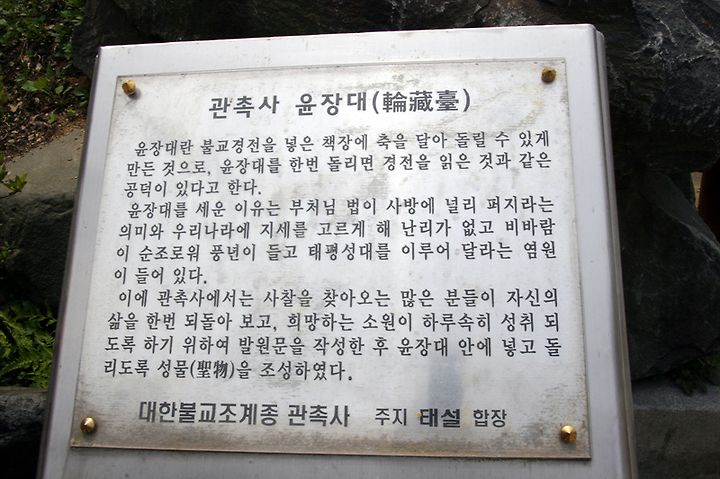 관촉사 윤장대(輪藏臺)
윤장대란 불교경전을 넣은 책장에 축을 달아 돌릴 수 있게
만든 것으로, 윤장대를 한번 돌리면 경전을 읽은 것과 같은
공덕이 있다고 한다.
윤장대를 세운 이유는 부처님 법이 사방에 널리 퍼지라는
의미와 우리나라에 지세를 고르게 해 난리가 없고 비바람
이 순조로워 풍년이 들고 태평성대를 이루어 달라는 염원
이 들어 있다.
이에 관촉사에서는 사찰을 찾아오는 많은 분들이 자신의
삶을 한번 되돌아 보고, 희망하는 소원이 하루속히 성취 되
도록 하기 위하여 발원문을 작성한 후 윤장대 안에 넣고 돌
리도록 성물(聖物)을 조성하였다.
대한불교조계종 관촉사 주지 태설 합장